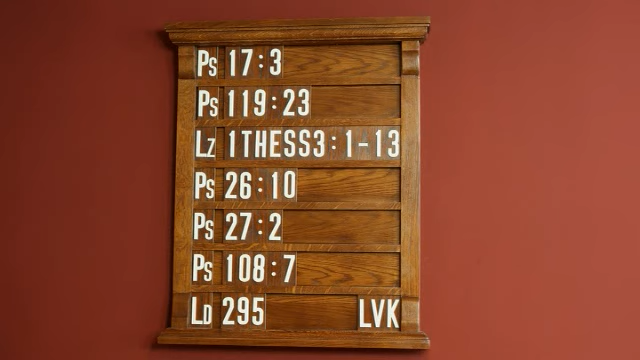 Ps 17:3
Ps 119:23
Lz 1THESS3:1-13
Ps 26:10
Ps 27:2
Ps 108:7
LD 295 LVK